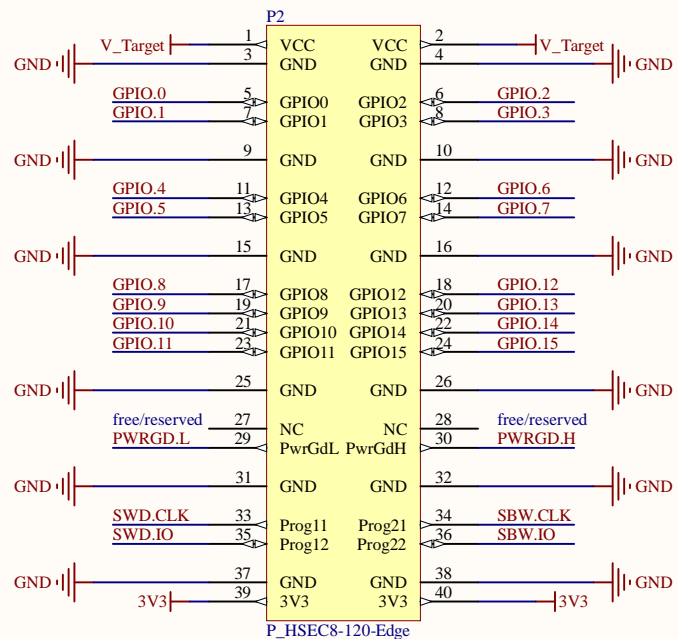 P2
V_Target 1 VCC VCC 2 V_Target
GND 3 GND GND 4 GND
GPIO.0 5 GPIO0 GPIO2 6 GPIO.2
GPIO.1 7 GPIO1 GPIO3 8 GPIO.3
GND 9 GND GND 10 GND
GPIO.4 11 GPIO4 GPIO6 12 GPIO.6
GPIO.5 13 GPIO5 GPIO7 14 GPIO.7
GND 15 GND GND 16 GND
GPIO.8 17 GPIO8 GPIO12 18 GPIO.12
GPIO.9 19 GPIO9 GPIO13 20 GPIO.13
GPIO.10 21 GPIO10 GPIO14 22 GPIO.14
GPIO.11 23 GPIO11 GPIO15 24 GPIO.15
GND 25 GND GND 26 GND
free/reserved 27 NC NC 28 free/reserved
PWRGD.L 29 PwrGdL PwrGdH 30 PWRGD.H
GND 31 GND GND 32 GND
SWD.CLK 33 Prog11 Prog21 34 SBW.CLK
SWD.IO 35 Prog12 Prog22 36 SBW.IO
GND 37 GND GND 38 GND
3V3 39 3V3 3V3 40 3V3
P_HSEC8-120-Edge